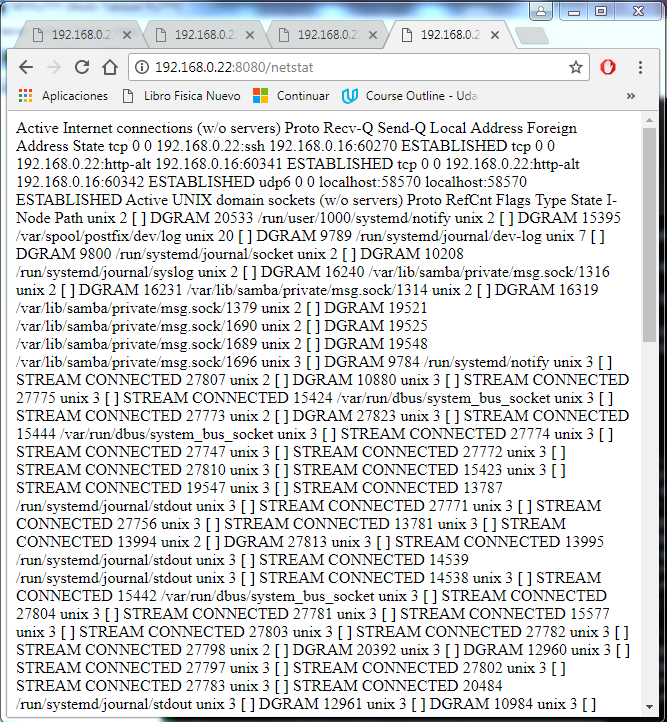 192.168.0.22
192.168.0.22
192.168.0.22
192.168.0.22
192.168.0.22:8080/netstat
Aplicaciones Libro Fisica Nuevo Continuar Course Outline - Uda »
Active Internet connections (w/o servers) Proto Recv-Q Send-Q Local Address Foreign
Address State tcp 0 0 192.168.0.22:ssh 192.168.0.16:60270 ESTABLISHED tcp 0 0
192.168.0.22:http-alt 192.168.0.16:60341 ESTABLISHED tcp 0 0 192.168.0.22:http-alt
192.168.0.16:60342 ESTABLISHED udp6 0 0 localhost:58570 localhost:58570
ESTABLISHED Active UNIX domain sockets (w/o servers) Proto RefCnt Flags Type State I-
Node Path unix 2 [ ] DGRAM 20533 /run/user/1000/systemd/notify unix 2 [ ] DGRAM 15395
/var/spool/postfix/dev/log unix 20 [ ] DGRAM 9789 /run/systemd/journal/dev-log unix 7 [ ]
DGRAM 9800 /run/systemd/journal/socket unix 2 [ ] DGRAM 10208
/run/systemd/journal/syslog unix 2 [ ] DGRAM 16240 /var/lib/samba/private/msg.sock/1316
unix 2 [ ] DGRAM 16231 /var/lib/samba/private/msg.sock/1314 unix 2 [ ] DGRAM 16319
/var/lib/samba/private/msg.sock/1379 unix 2 [ ] DGRAM 19521
/var/lib/samba/private/msg.sock/1690 unix 2 [ ] DGRAM 19525
/var/lib/samba/private/msg.sock/1689 unix 2 [ ] DGRAM 19548
/var/lib/samba/private/msg.sock/1696 unix 3 [ ] DGRAM 9784 /run/systemd/notify unix 3 [ ]
STREAM CONNECTED 27807 unix 2 [ ] DGRAM 10880 unix 3 [ ] STREAM CONNECTED
27775 unix 3 [ ] STREAM CONNECTED 15424 /var/run/dbus/system_bus_socket unix 3 [ ]
STREAM CONNECTED 27773 unix 2 [ ] DGRAM 27823 unix 3 [ ] STREAM CONNECTED
15444 /var/run/dbus/system_bus_socket unix 3 [ ] STREAM CONNECTED 27774 unix 3 [ ]
STREAM CONNECTED 27747 unix 3 [ ] STREAM CONNECTED 27772 unix 3 [ ]
STREAM CONNECTED 27810 unix 3 [ ] STREAM CONNECTED 15423 unix 3 [ ]
STREAM CONNECTED 19547 unix 3 [ ] STREAM CONNECTED 13787
/run/systemd/journal/stdout unix 3 [ ] STREAM CONNECTED 27771 unix 3 [ ] STREAM
CONNECTED 27756 unix 3 [ ] STREAM CONNECTED 13781 unix 3 [ ] STREAM
CONNECTED 13994 unix 2 [ ] DGRAM 27813 unix 3 [ ] STREAM CONNECTED 13995
/run/systemd/journal/stdout unix 3 [ ] STREAM CONNECTED 14539
/run/systemd/journal/stdout unix 3 [ ] STREAM CONNECTED 14538 unix 3 [ ] STREAM
CONNECTED 15442 /var/run/dbus/system_bus_socket unix 3 [ ] STREAM CONNECTED
27804 unix 3 [ ] STREAM CONNECTED 27781 unix 3 [ ] STREAM CONNECTED 15577
unix 3 [ ] STREAM CONNECTED 27803 unix 3 [ ] STREAM CONNECTED 27782 unix 3 [ ]
STREAM CONNECTED 27798 unix 2 [ ] DGRAM 20392 unix 3 [ ] DGRAM 12960 unix 3 [ ]
STREAM CONNECTED 27797 unix 3 [ ] STREAM CONNECTED 27802 unix 3 [ ]
STREAM CONNECTED 27783 unix 3 [ ] STREAM CONNECTED 20484
/run/systemd/journal/stdout unix 3 [ ] DGRAM 12961 unix 3 [ ] DGRAM 10984 unix 3 [ ]